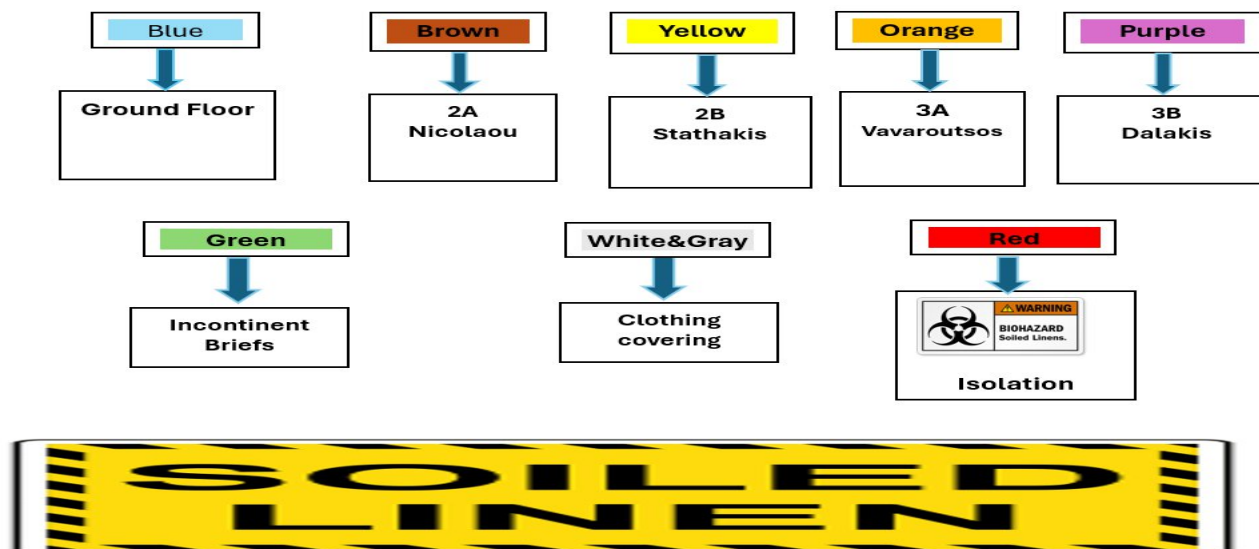 Blue
Brown
Yellow
Orange
Purple
Ground Floor
2A
Nicolaou
2B
Stathakis
3A
Vavaroutsos
3B
Dalakis
Green
White&Gray
Red
Incontinent
Briefs
Clothing
covering
WARNING
BIOHAZARD
Soiled Linens.
Isolation
SOILED
LINEN